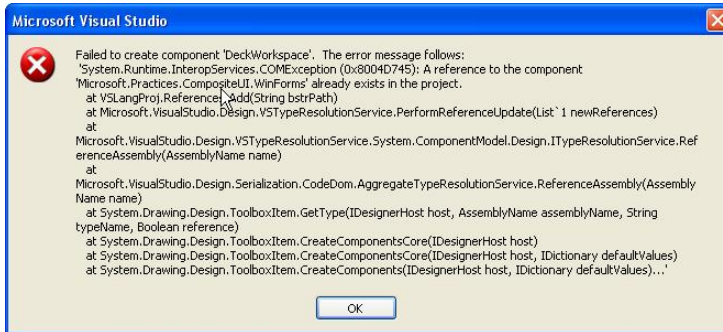 Microsoft Visual Studio
Failed to create component 'DeckWorkspace'. The error message follows:
'System.Runtime.InteropServices.COMException (0x8004D745): A reference to the component
'Microsoft.Practices.CompositeUI.WinForms' already exists in the project.
at VSLangProj.References.Add(String bstrPath)
at Microsoft.VisualStudio.Design.VSTypeResolutionService.PerformReferenceUpdate(List`1 newReferences)
at
Microsoft.VisualStudio.Design.VSTypeResolutionService.System.ComponentModel.Design.ITypeResolutionService.Ref
erenceAssembly(AssemblyName name)
at
Microsoft.VisualStudio.Design.Serialization.CodeDom.AggregateTypeResolutionService.ReferenceAssembly(Assembly
Name name)
at System.Drawing.Design.ToolboxItem.GetType(IDesignerHost host, AssemblyName assemblyName, String
typeName, Boolean reference)
at System.Drawing.Design.ToolboxItem.CreateComponentsCore(IDesignerHost host)
at System.Drawing.Design.ToolboxItem.CreateComponentsCore(IDesignerHost host, IDictionary defaultValues)
at System.Drawing.Design.ToolboxItem.CreateComponents(IDesignerHost host, IDictionary defaultValues)...'
OK